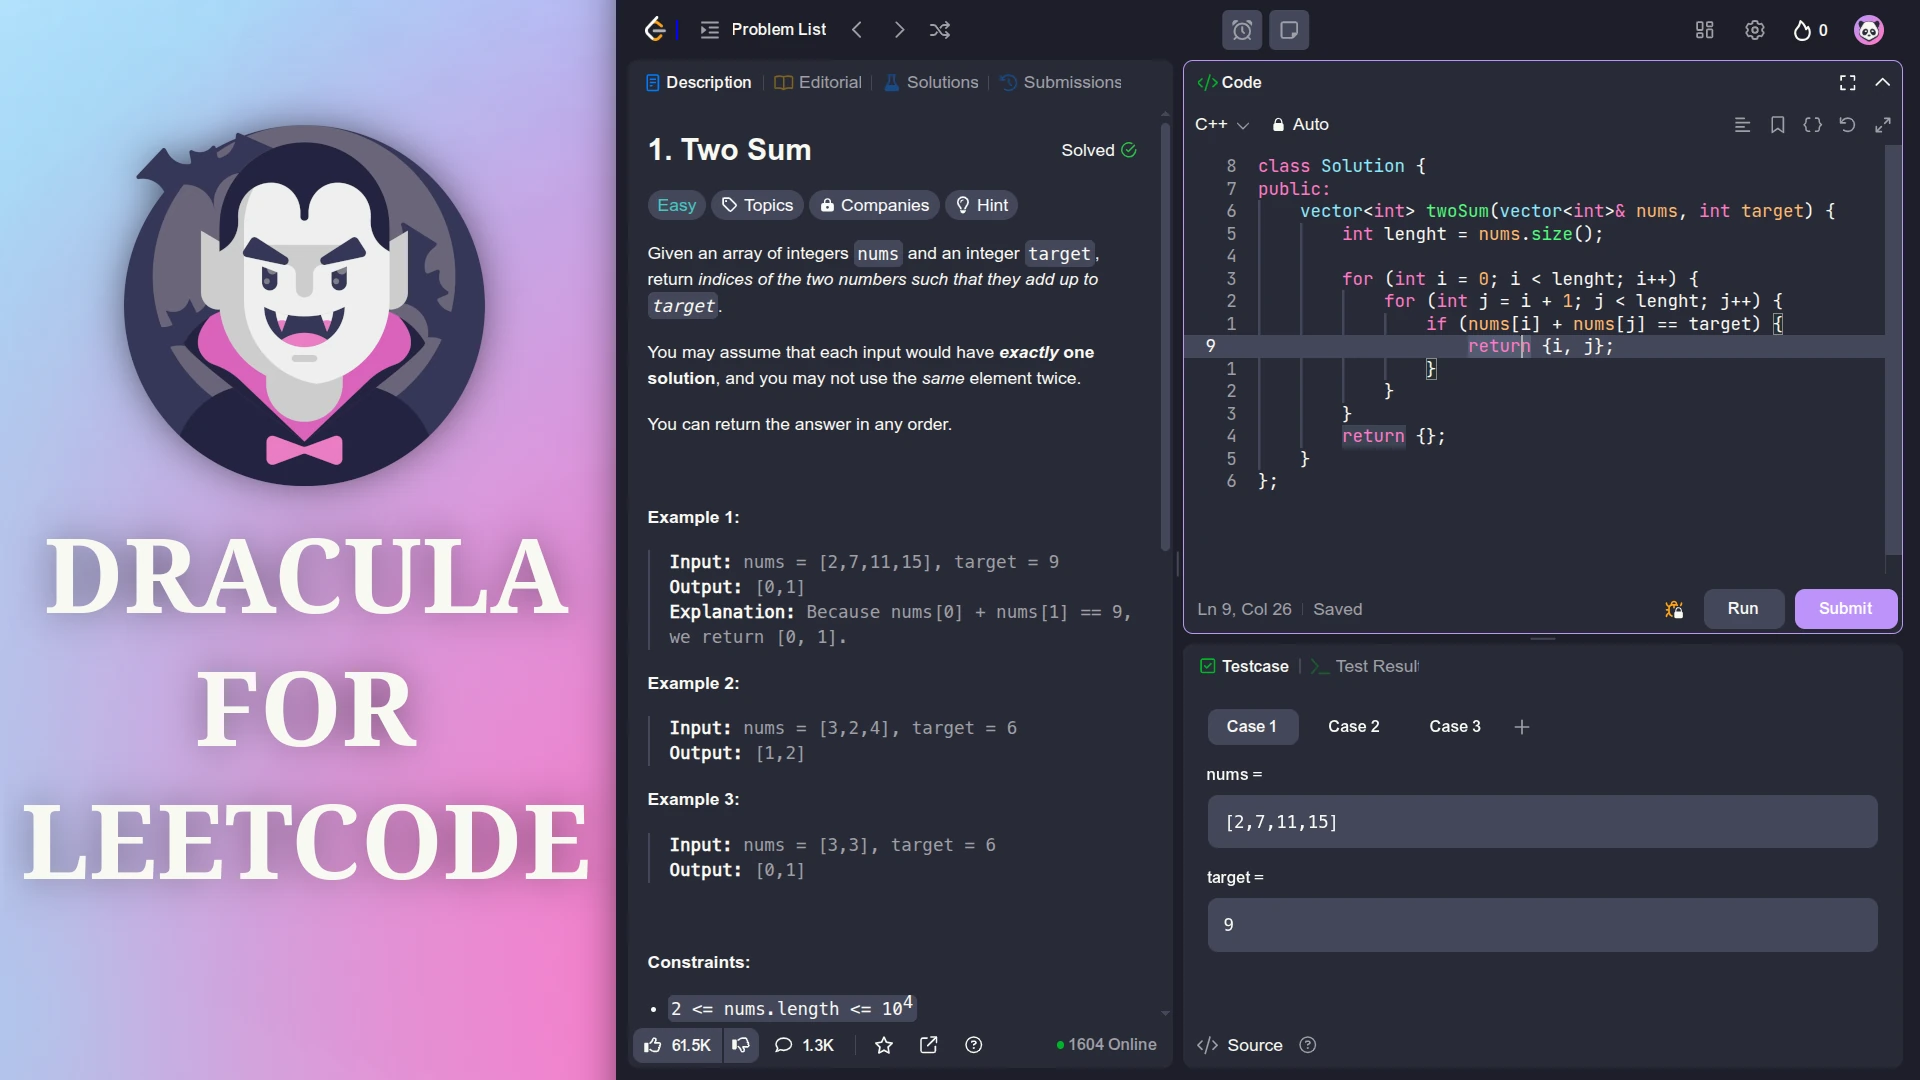 DRACULA
FOR
LEETCODE
Problem List
0
Description
Editorial
Solutions
Submissions
1. Two Sum
Solved
Easy
Topics
Companies
Hint
Given an array of integers nums and an integer target,
return indices of the two numbers such that they add up to
target.
You may assume that each input would have exactly one
solution, and you may not use the same element twice.
You can return the answer in any order.
Example 1:
Input: nums = [2,7,11,15], target = 9
Output: [0,1]
Explanation: Because nums[0] + nums[1] == 9,
we return [0, 1].
Example 2:
Input: nums = [3,2,4], target = 6
Output: [1,2]
Example 3:
Input: nums = [3,3], target = 6
Output: [0,1]
Constraints:
• 2 <= nums.length <= 10⁴
61.5K
1.3K
1604 Online
</> Code
C++
Auto
8 class Solution {
7 public:
6 vector<int> twoSum(vector<int>& nums, int target) {
5 int lenght = nums.size();
4
3 for (int i = 0; i < lenght; i++) {
2 for (int j = i + 1; j < lenght; j++) {
1 if (nums[i] + nums[j] == target) {
9 return {i, j};
1 }
2 }
3 }
4 return {};
5 }
6 };
Ln 9, Col 26
Saved
Run
Submit
Testcase
Test Result
Case 1
Case 2
Case 3
+
nums =
[2,7,11,15]
target =
9
</> Source